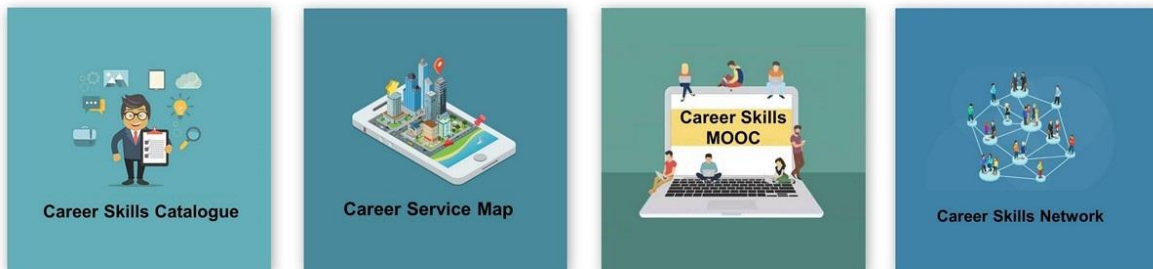 Career Skills Catalogue
Career Service Map
Career Skills
MOOC
Career Skills Network